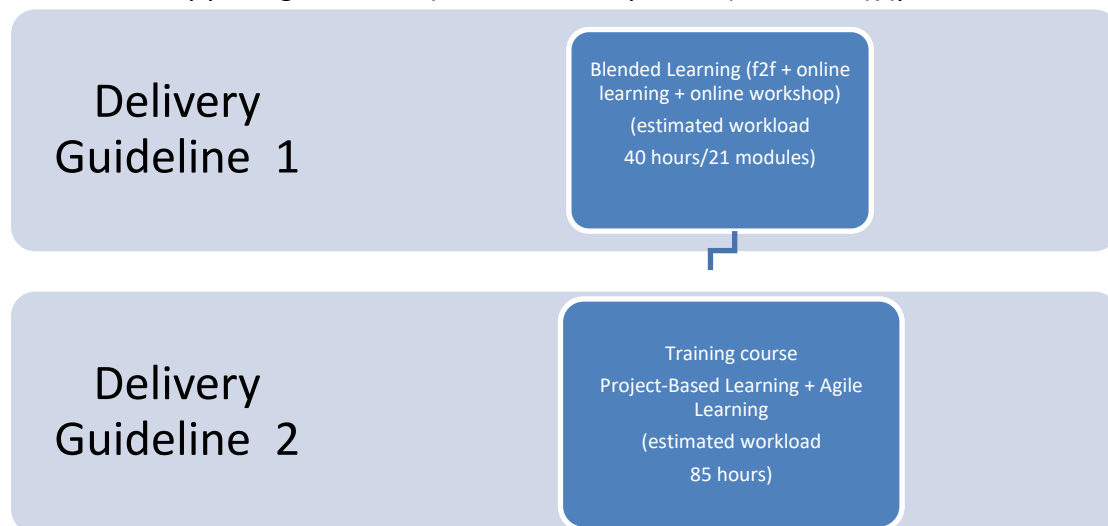 Delivery
Guideline 1
Blended Learning (f2f + online
learning + online workshop)
(estimated workload
40 hours/21 modules)
Delivery
Guideline 2
Training course
Project-Based Learning + Agile
Learning
(estimated workload
85 hours)